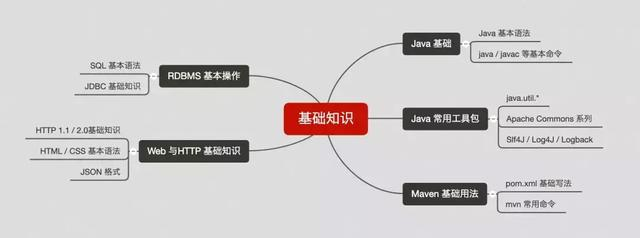 基础知识
Java 基础
Java 基本语法
java / javac 等基本命令
Java 常用工具包
java.util.*
Apache Commons 系列
Slf4J / Log4J / Logback
Maven 基础用法
pom.xml 基础写法
mvn 常用命令
RDBMS 基本操作
SQL 基本语法
JDBC 基础知识
Web 与HTTP 基础知识
HTTP 1.1 / 2.0基础知识
HTML / CSS 基本语法
JSON 格式